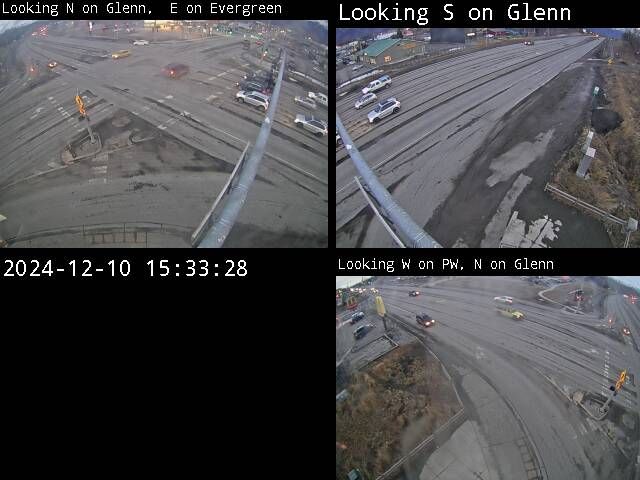 Looking N on Glenn,  E on Evergreen
Looking S on Glenn
2024-12-10 15:33:28
Looking W on PW, N on Glenn